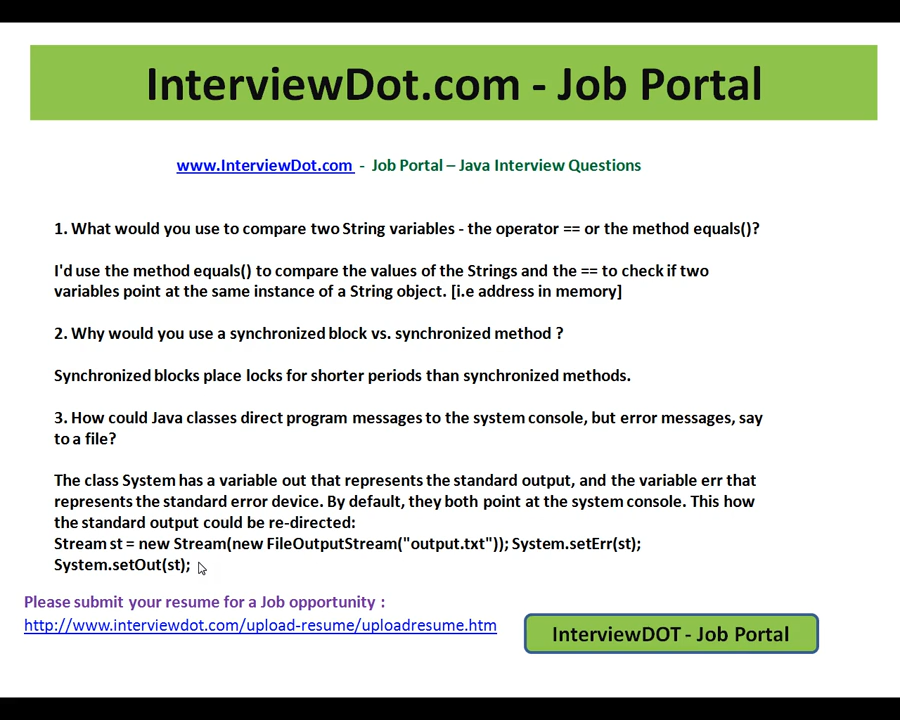 InterviewDot.com - Job Portal
www.InterviewDot.com - Job Portal – Java Interview Questions
1. What would you use to compare two String variables - the operator == or the method equals()?
I'd use the method equals() to compare the values of the Strings and the == to check if two
variables point at the same instance of a String object. [i.e address in memory]
2. Why would you use a synchronized block vs. synchronized method ?
Synchronized blocks place locks for shorter periods than synchronized methods.
3. How could Java classes direct program messages to the system console, but error messages, say
to a file?
The class System has a variable out that represents the standard output, and the variable err that
represents the standard error device. By default, they both point at the system console. This how
the standard output could be re-directed:
Stream st = new Stream(new FileOutputStream("output.txt")); System.setErr(st);
System.setOut(st);
Please submit your resume for a Job opportunity :
http://www.interviewdot.com/upload-resume/uploadresume.htm
InterviewDOT - Job Portal